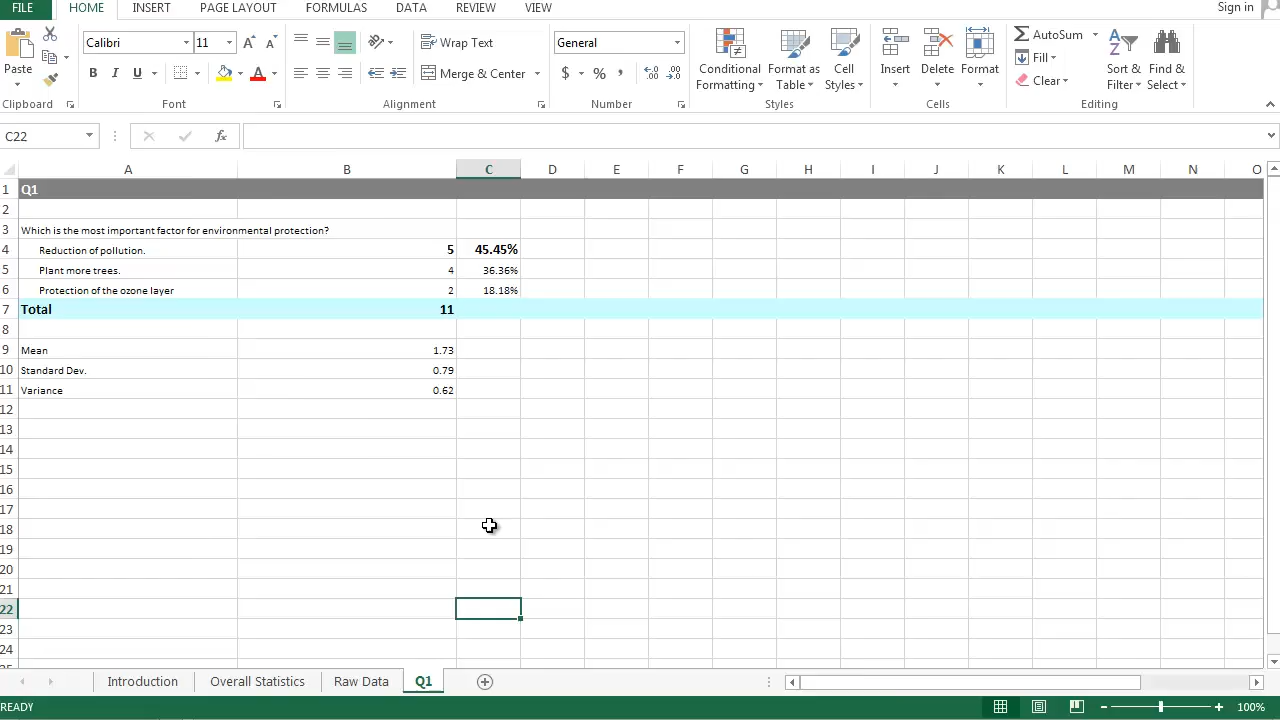 FILE HOME INSERT PAGE LAYOUT FORMULAS DATA REVIEW VIEW Sign in
Calibri 11 Wrap Text General AutoSum
Fill
Paste B I U Merge & Center $ % , Conditional Format as Cell Insert Delete Format Clear Sort & Find &
Formatting Table Styles Filter Select
Clipboard Font Alignment Number Styles Cells Editing
C22 fx
A B C D E F G H I J K L M N O
1 Q1
2
3 Which is the most important factor for environmental protection?
4 Reduction of pollution. 5 45.45%
5 Plant more trees. 4 36.36%
6 Protection of the ozone layer 2 18.18%
7 Total 11
8
9 Mean 1.73
10 Standard Dev. 0.79
11 Variance 0.62
12
13
14
15
16
17
18
19
20
21
22
23
24
Introduction Overall Statistics Raw Data Q1
READY 100%